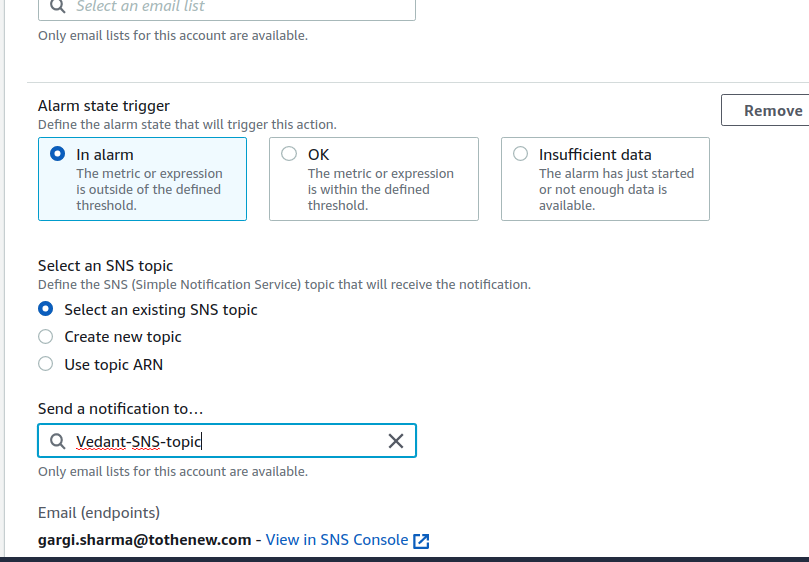 Select an email list
Only email lists for this account are available.
Alarm state trigger
Remove
Define the alarm state that will trigger this action.
In alarm
The metric or expression
is outside of the defined
threshold.
OK
The metric or expression
is within the defined
threshold.
Insufficient data
The alarm has just started
or not enough data is
available.
Select an SNS topic
Define the SNS (Simple Notification Service) topic that will receive the notification.
Select an existing SNS topic
Create new topic
Use topic ARN
Send a notification to…
Vedant-SNS-topic
Only email lists for this account are available.
Email (endpoints)
gargi.sharma@tothenew.com - View in SNS Console